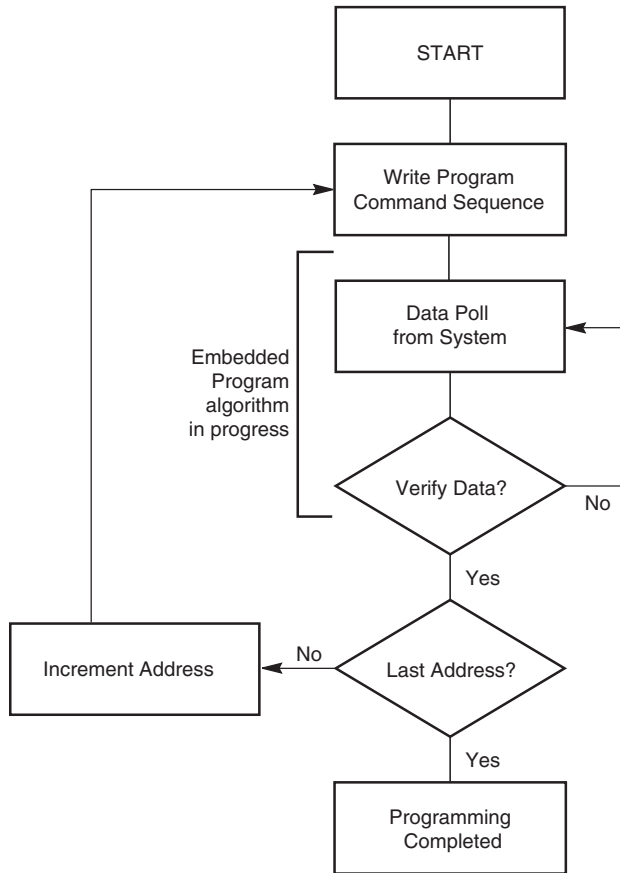 START
Write Program
Command Sequence
Data Poll
from System
Embedded
Program
algorithm
in progress
Verify Data?
No
Yes
Increment Address
No
Last Address?
Yes
Programming
Completed